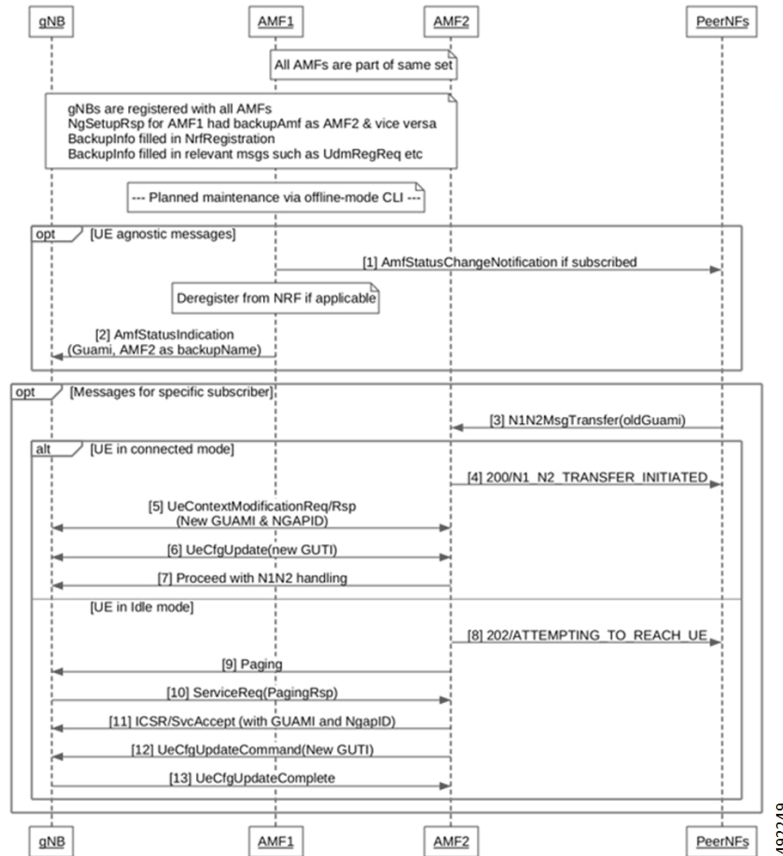 gNB
AMF1
AMF2
PeerNFs
All AMFs are part of same set
gNBs are registered with all AMFs
NgSetupRsp for AMF1 had backupAmf as AMF2 & vice versa
BackupInfo filled in NrfRegistration
BackupInfo filled in relevant msgs such as UdmRegReq etc
--- Planned maintenance via offline-mode CLI ---
opt
[UE agnostic messages]
[1] AmfStatusChangeNotification if subscribed
Deregister from NRF if applicable
[2] AmfStatusIndication
(Guami, AMF2 as backupName)
opt
[Messages for specific subscriber]
[3] N1N2MsgTransfer(oldGuami)
alt
[UE in connected mode]
[4] 200/N1_N2_TRANSFER_INITIATED
[5] UeContextModificationReq/Rsp
(New GUAMI & NGAPID)
[6] UeCfgUpdate(new GUTI)
[7] Proceed with N1N2 handling
[UE in Idle mode]
[8] 202/ATTEMPTING_TO_REACH_UE
[9] Paging
[10] ServiceReq(PagingRsp)
[11] ICSR/SvcAccept (with GUAMI and NgapID)
[12] UeCfgUpdateCommand(New GUTI)
[13] UeCfgUpdateComplete
gNB
AMF1
AMF2
PeerNFs
492249